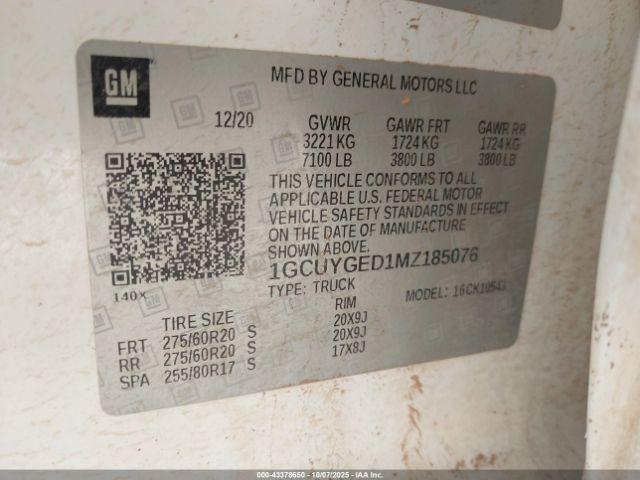 GM
MFD BY GENERAL MOTORS LLC
12/20 GVWR GAWR FRT GAWR RR
3221 KG 1724 KG 1724 KG
7100 LB 3800 LB 3800 LB
THIS VEHICLE CONFORMS TO ALL
APPLICABLE U.S. FEDERAL MOTOR
VEHICLE SAFETY STANDARDS IN EFFECT
ON THE DATE OF MANUFACTURE
SHOWN ABOVE.
1GCUYGED1MZ185076
140X TYPE: TRUCK MODEL: 16CK10543
TIRE SIZE RIM
FRT 275/60R20 S 20X9J
RR 275/60R20 S 20X9J
SPA 255/80R17 S 17X8J
000-43378650 - 10/07/2025 - IAA Inc.